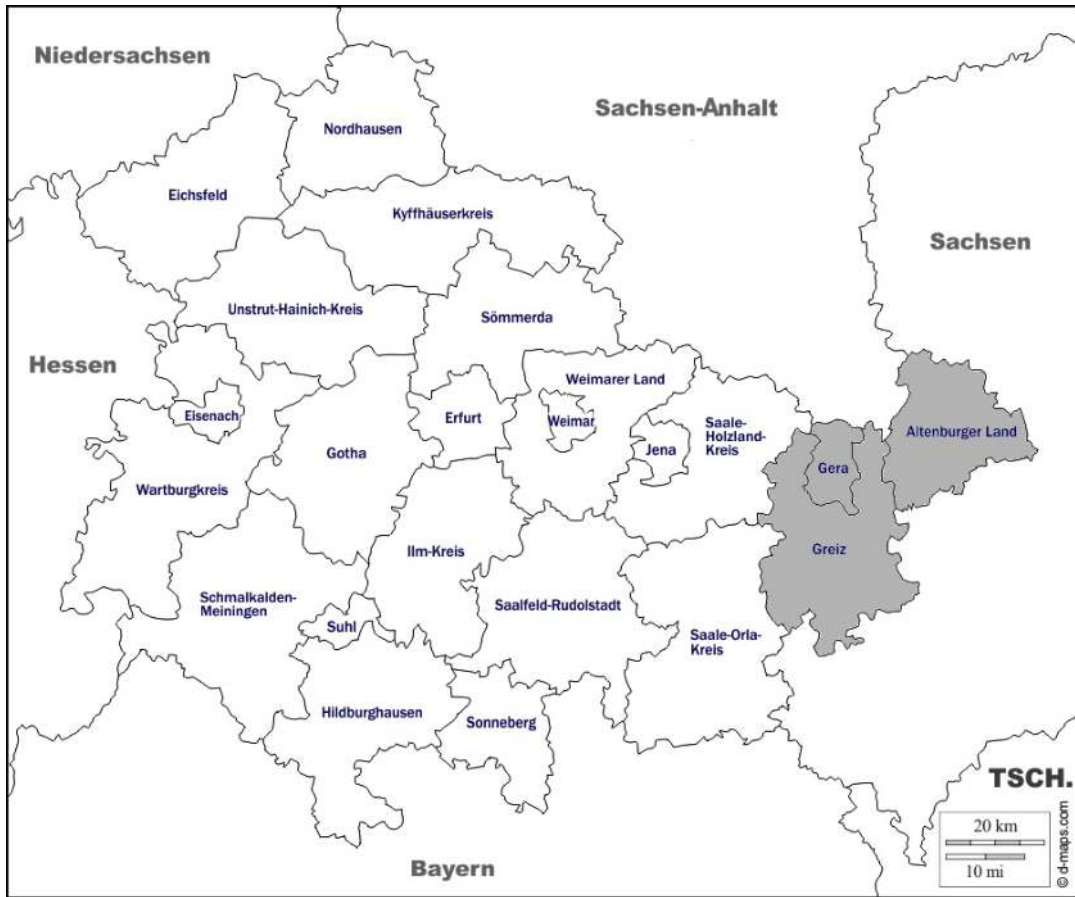 Niedersachsen
Sachsen-Anhalt
Nordhausen
Eichsfeld
Kyffhäuserkreis
Sachsen
Unstrut-Hainich-Kreis
Sömmerda
Hessen
Weimarer Land
Eisenach
Erfurt
Weimar
Saale-
Holzland-
Kreis
Altenburger Land
Gotha
Jena
Gera
Wartburgkreis
Ilm-Kreis
Greiz
Schmalkalden-
Meiningen
Saalfeld-Rudolstadt
Suhl
Saale-Orla-
Kreis
Hildburghausen
Sonneberg
TSCH.
Bayern
20 km
10 mi
© d-maps.com